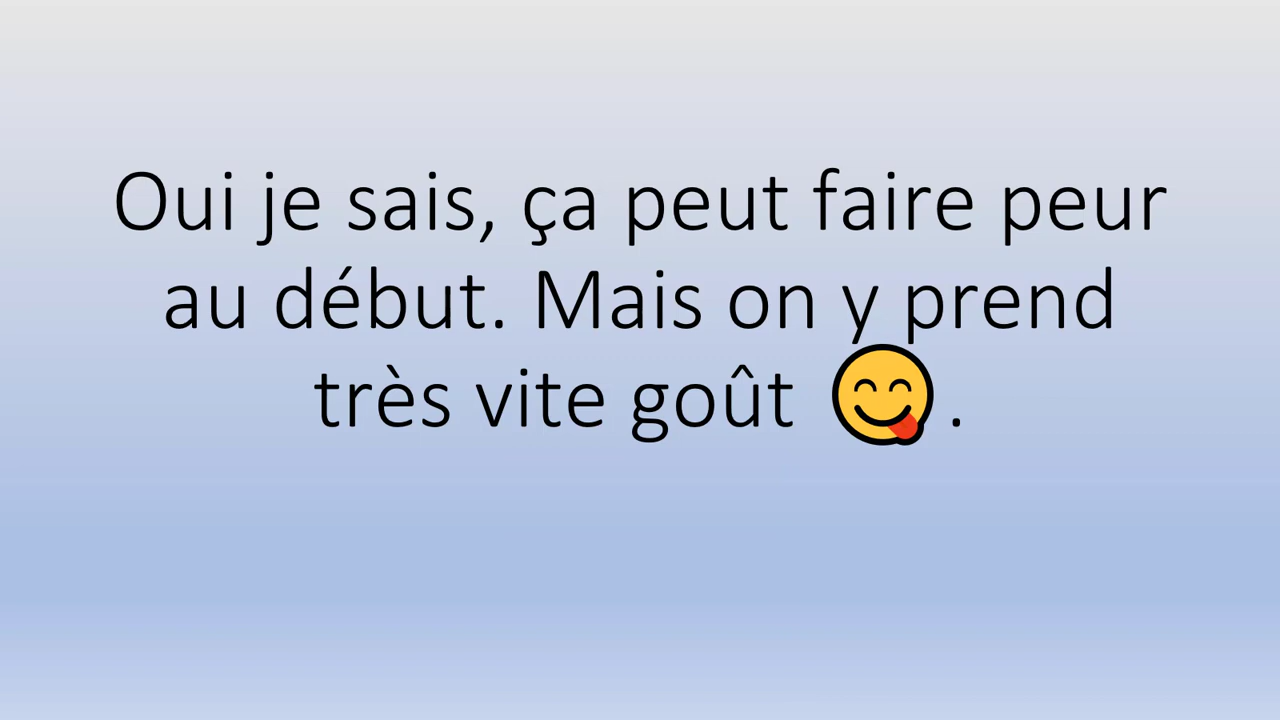 Oui je sais, ça peut faire peur
au début. Mais on y prend
très vite goût 😋.